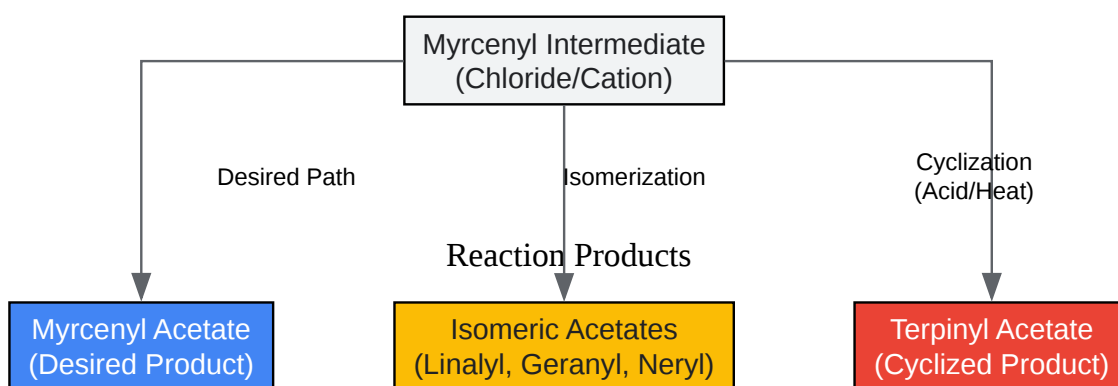 Myrcenyl Intermediate
(Chloride/Cation)
Desired Path
Isomerization
Cyclization
(Acid/Heat)
Reaction Products
Myrcenyl Acetate
(Desired Product)
Isomeric Acetates
(Linalyl, Geranyl, Neryl)
Terpinyl Acetate
(Cyclized Product)